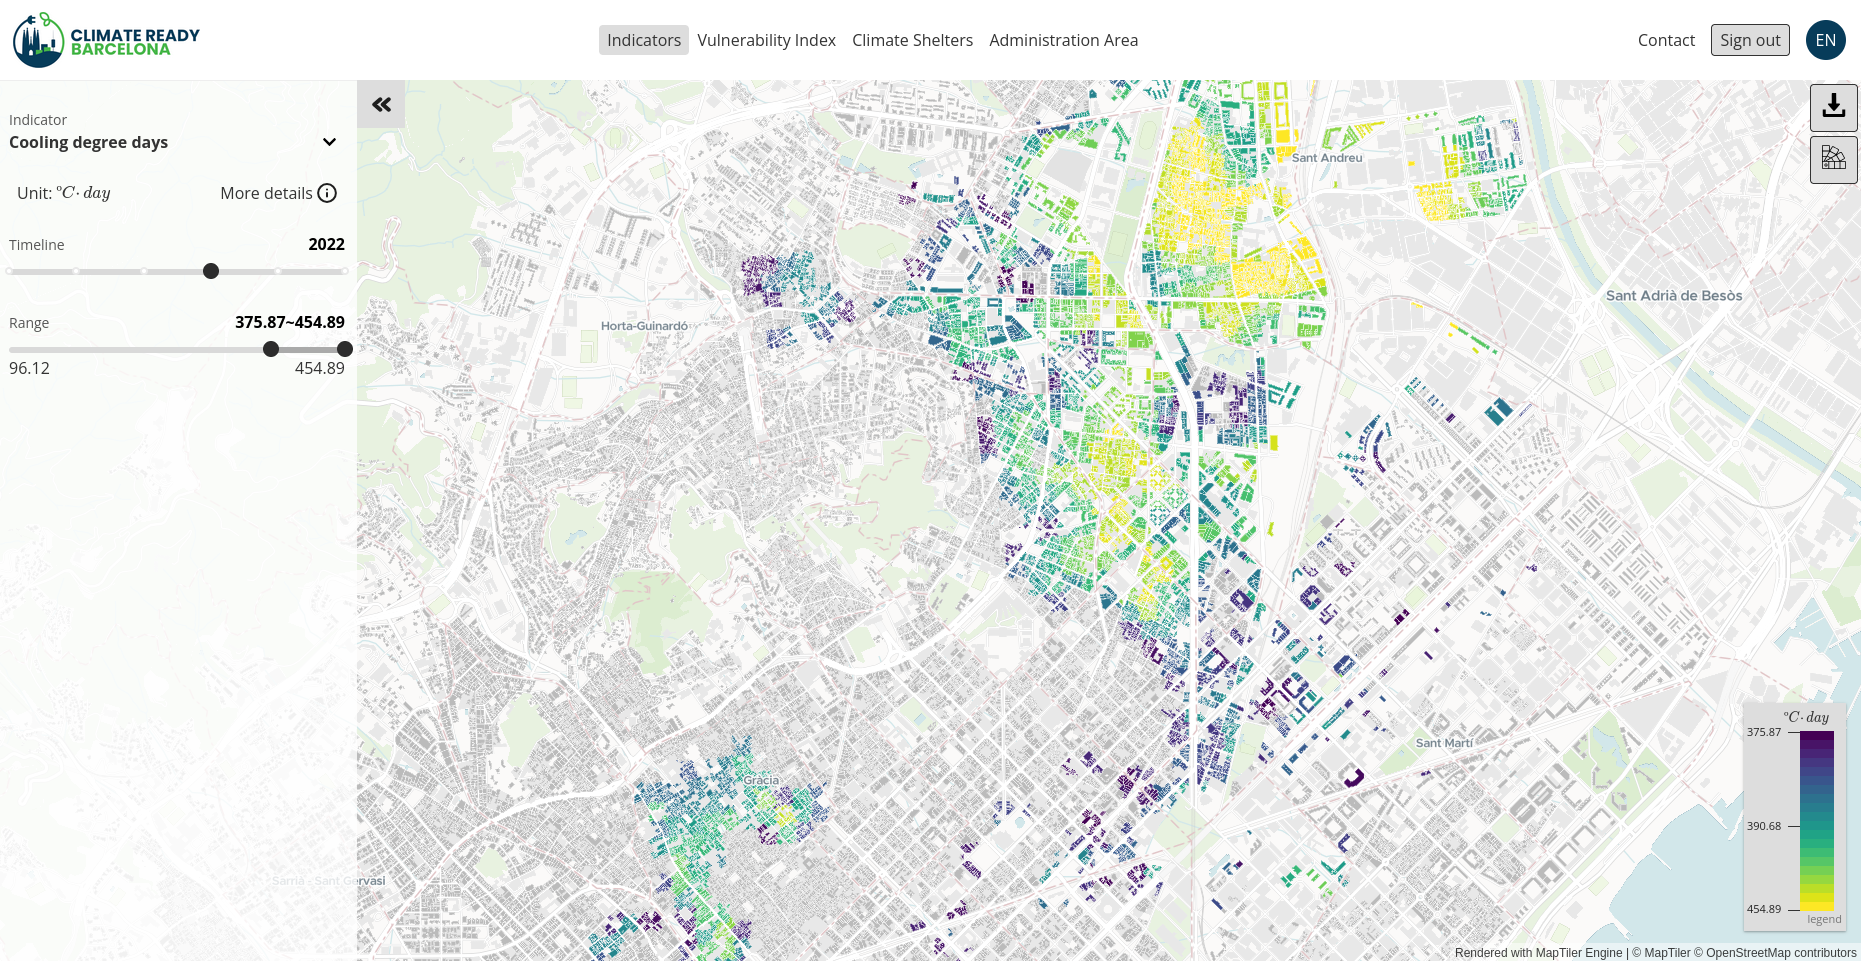 CLIMATE READY
BARCELONA
Indicators
Vulnerability Index
Climate Shelters
Administration Area
Contact
Sign out
EN
Indicator
Cooling degree days
Unit: °C· day
More details
Timeline
2022
Range
375.87~454.89
96.12
454.89
Sant Andreu
Sant Adrià de Besòs
Horta-Guinardó
Gràcia
Sarrià - Sant Gervasi
Sant Martí
°C· day
375.87
390.68
454.89
legend
Rendered with MapTiler Engine | © MapTiler © OpenStreetMap contributors